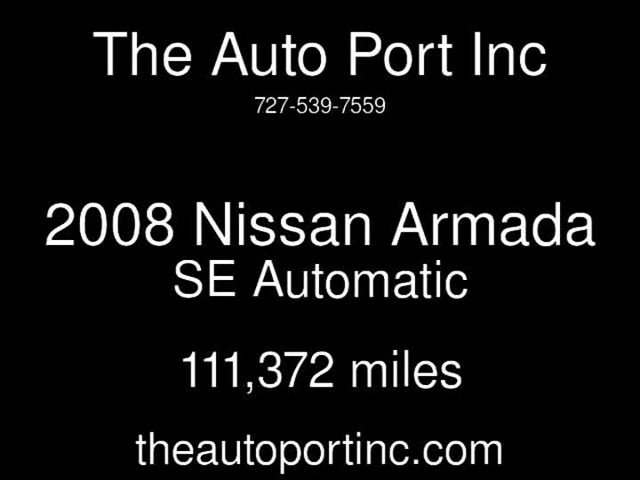 The Auto Port Inc
727-539-7559
2008 Nissan Armada
SE Automatic
111,372 miles
theautoportinc.com